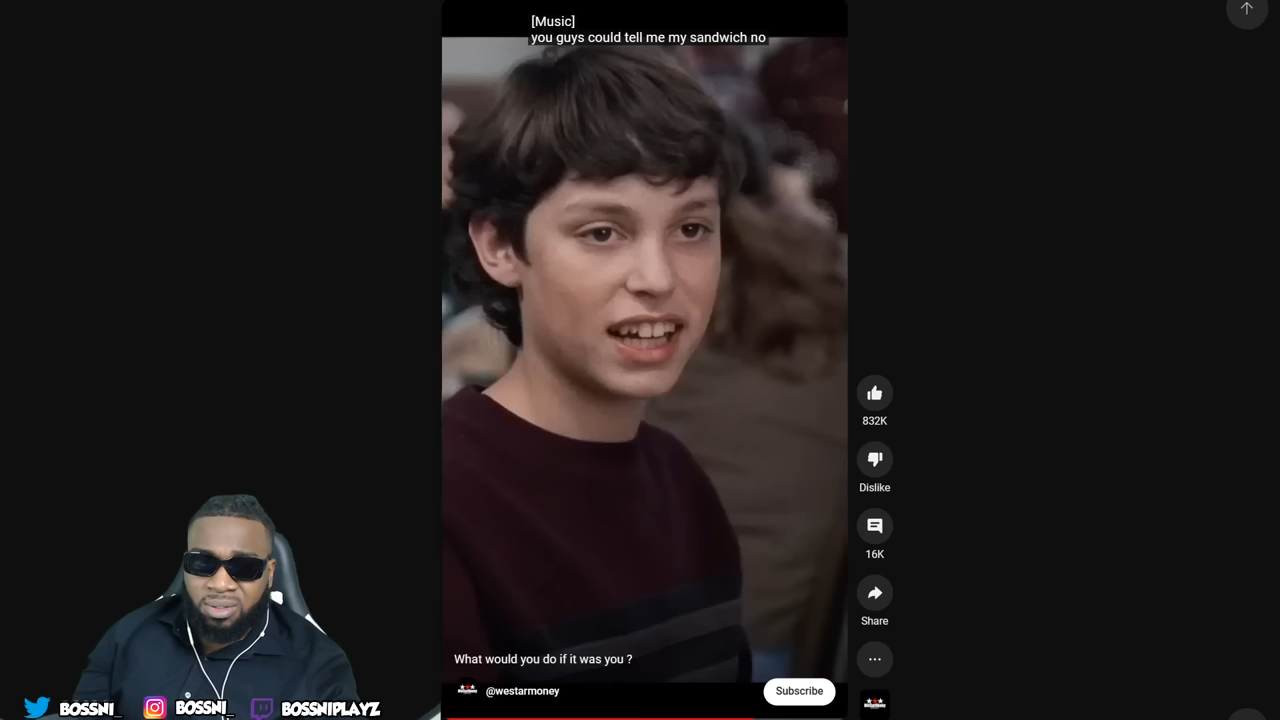 [Music]
you guys could tell me my sandwich no
832K
Dislike
16K
Share
What would you do if it was you ?
@westarmoney
Subscribe
BOSSNI_
BOSSNI_
BOSSNIPLAYZ